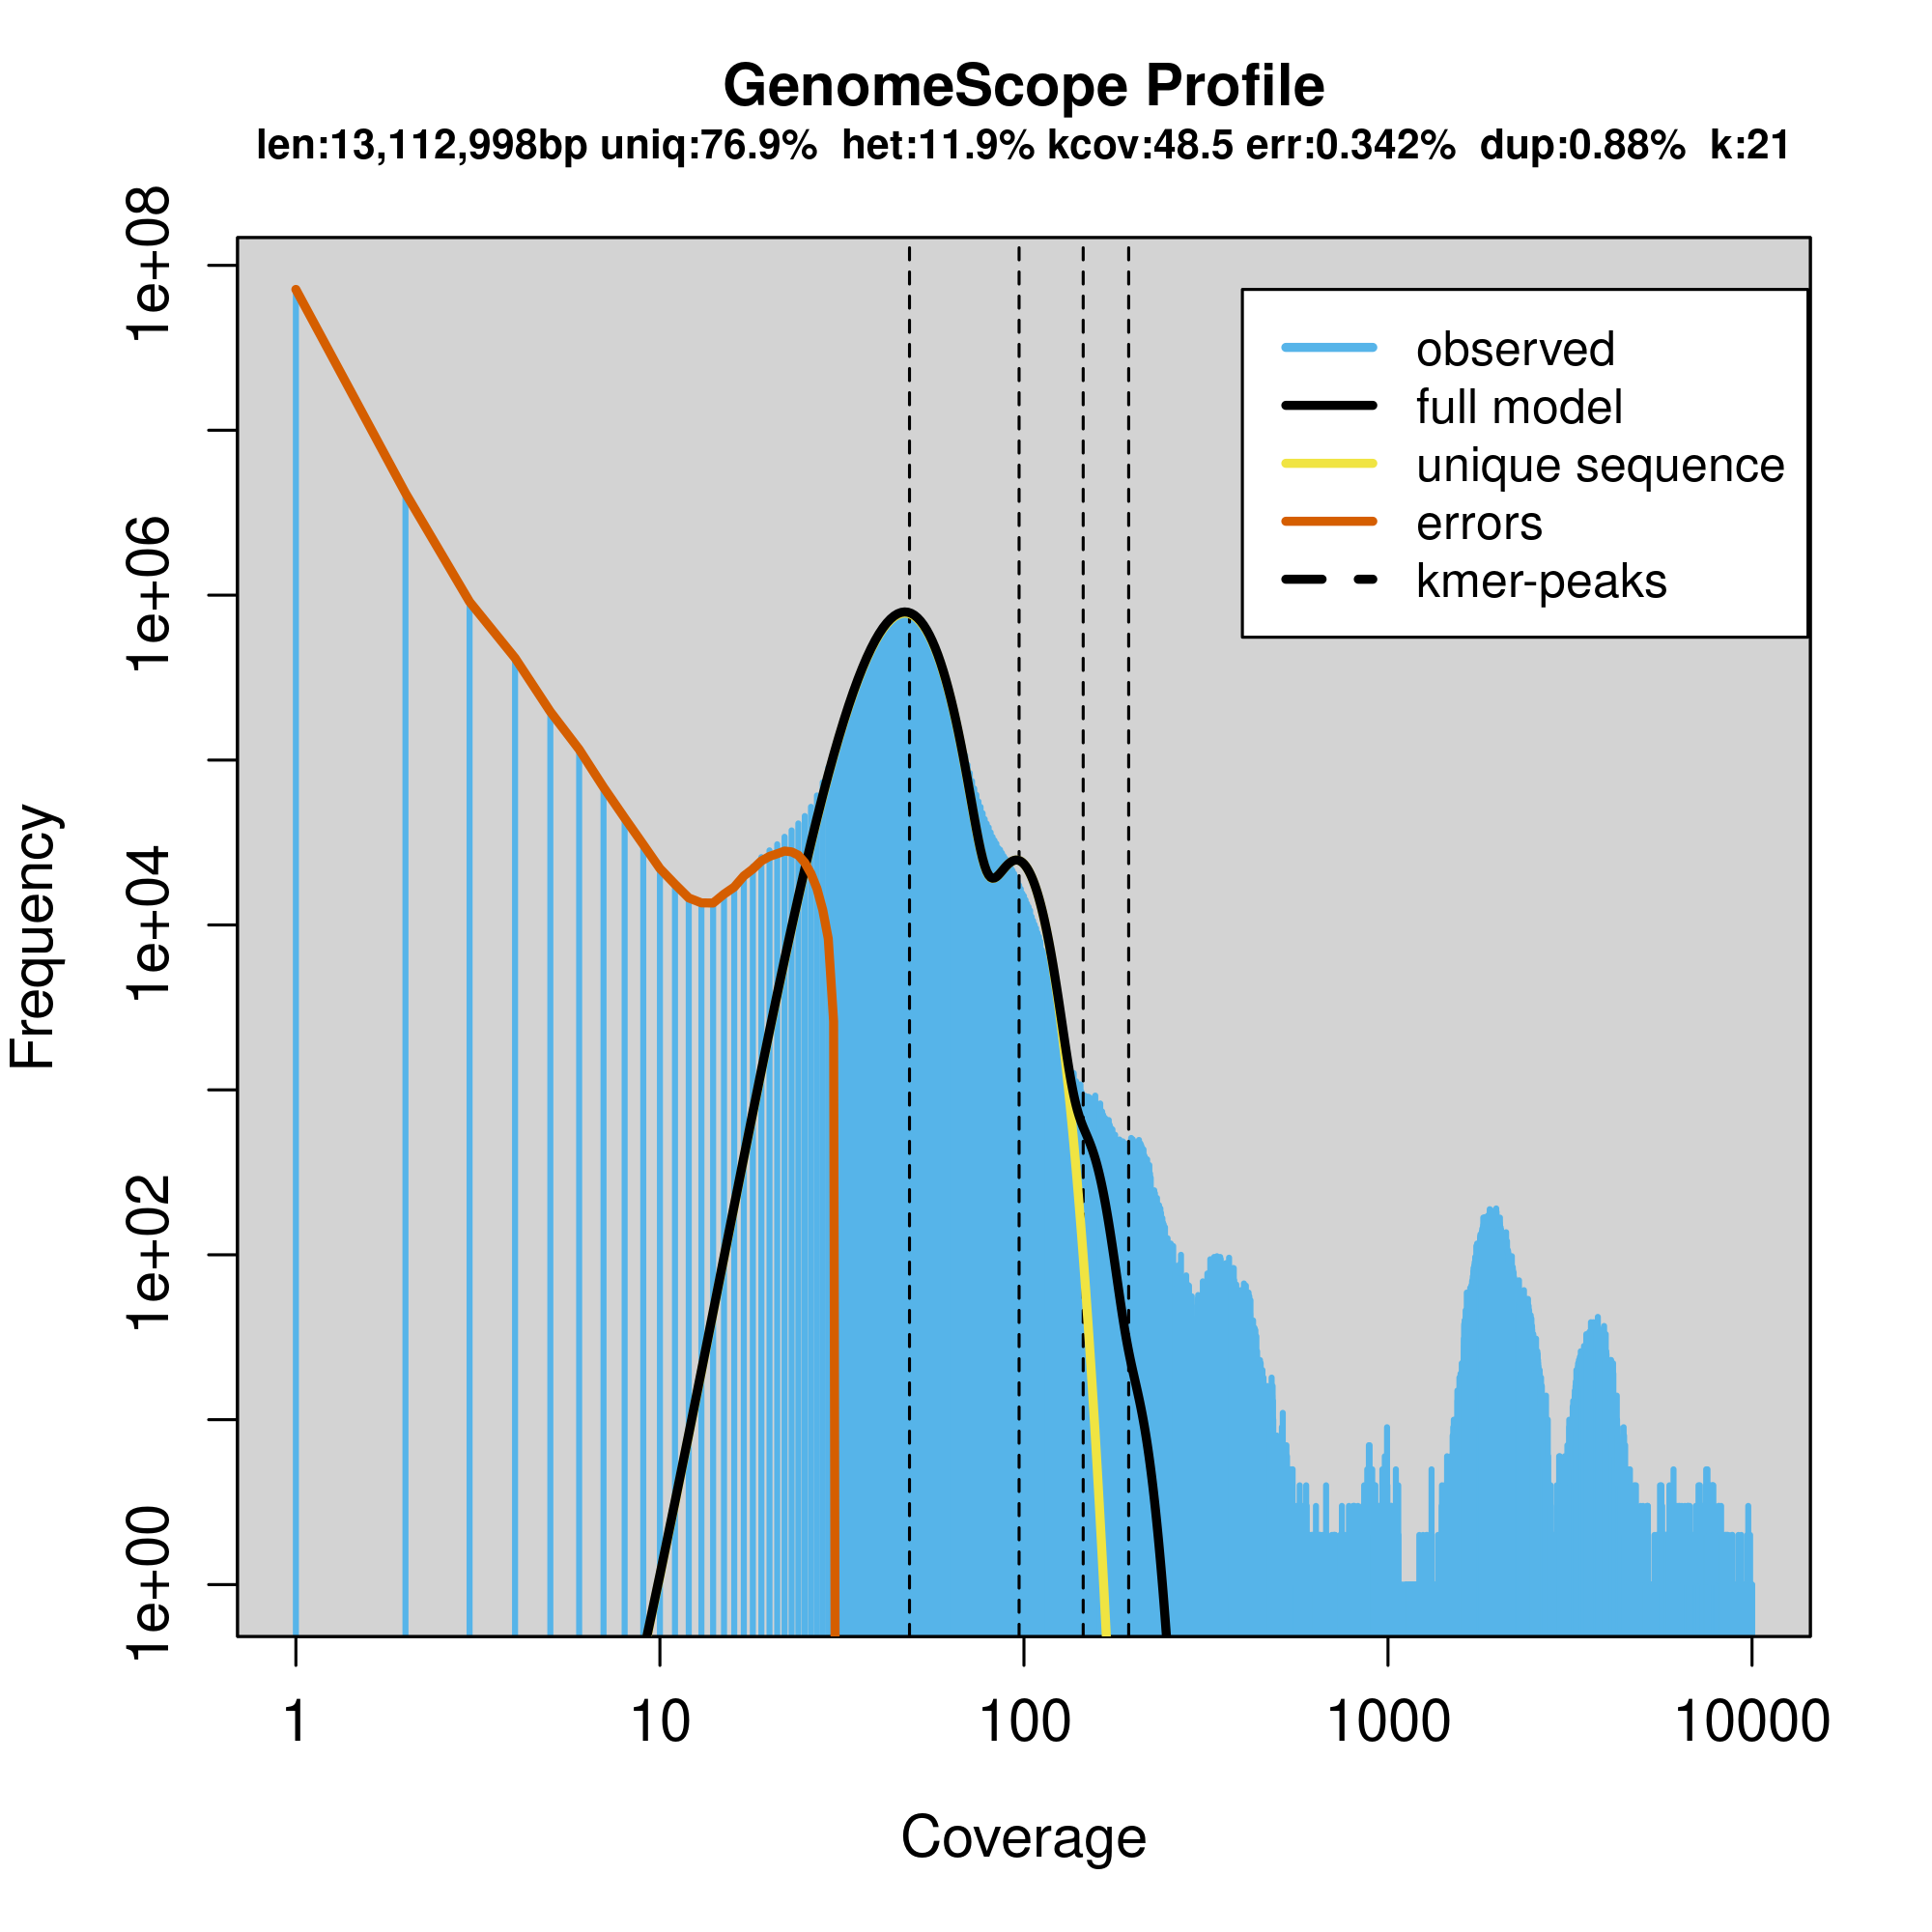 GenomeScope Profile
len:13,112,998bp uniq:76.9% het:11.9% kcov:48.5 err:0.342% dup:0.88% k:21
observed
full model
unique sequence
errors
kmer-peaks
Frequency
1e+08
1e+06
1e+04
1e+02
1e+00
1 10 100 1000 10000
Coverage